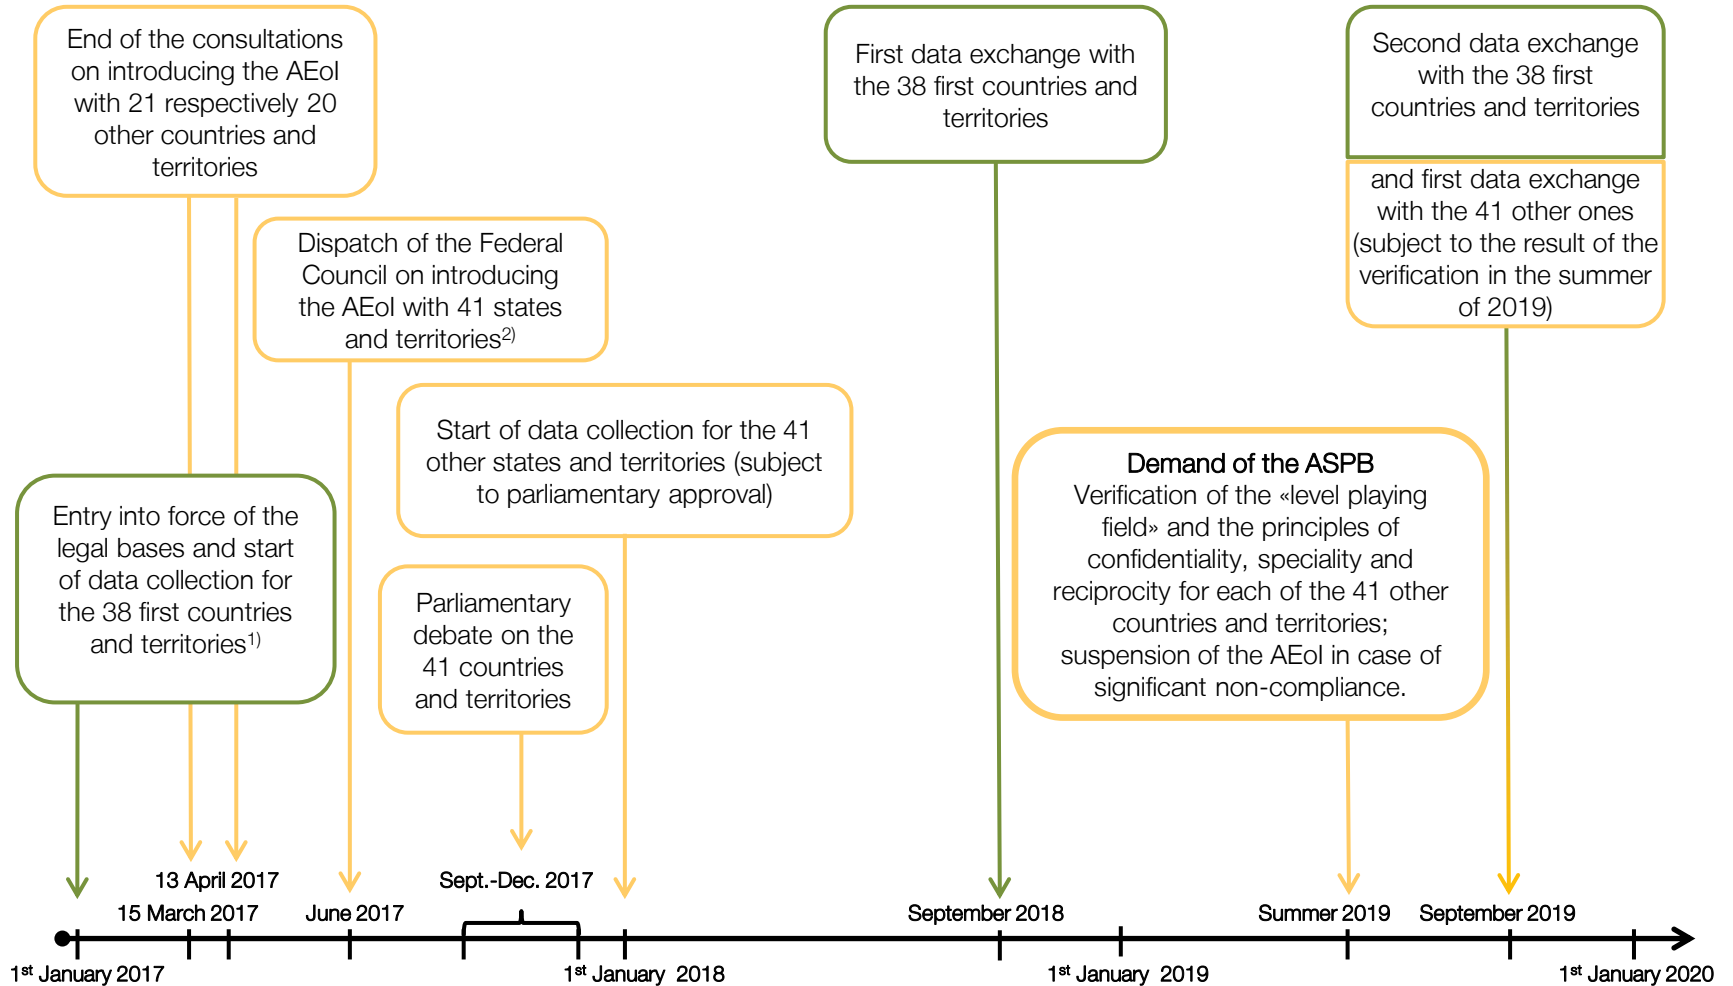 End of the consultations
on introducing the AEoI
with 21 respectively 20
other countries and
territories
First data exchange with
the 38 first countries and
territories
Second data exchange
with the 38 first
countries and territories
and first data exchange
with the 41 other ones
(subject to the result of the
verification in the summer
of 2019)
Dispatch of the Federal
Council on introducing
the AEoI with 41 states
and territories2)
Start of data collection for the 41
other states and territories (subject
to parliamentary approval)
Demand of the ASPB
Verification of the «level playing
field» and the principles of
confidentiality, speciality and
reciprocity for each of the 41 other
countries and territories;
suspension of the AEoI in case of
significant non-compliance.
Entry into force of the
legal bases and start
of data collection for
the 38 first countries
and territories1)
Parliamentary
debate on the
41 countries
and territories
13 April 2017
Sept.-Dec. 2017
15 March 2017
June 2017
September 2018
Summer 2019
September 2019
1st January 2017
1st January 2018
1st January 2019
1st January 2020